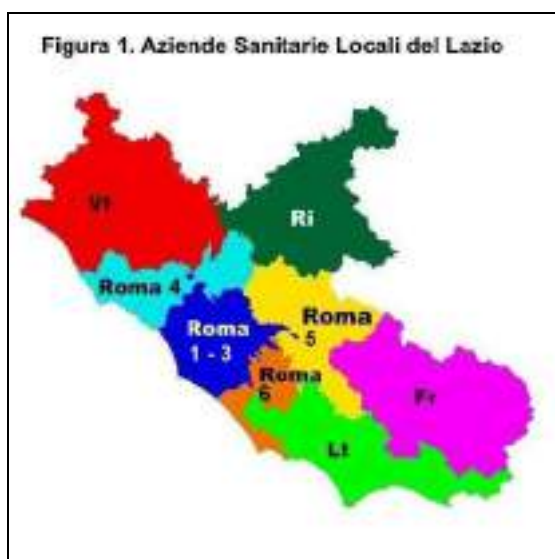 Figura 1. Aziende Sanitarie Locali del Lazio
Vt
Ri
Roma 4
Roma
1 - 3
Roma
5
Roma
6
Fr
Lt